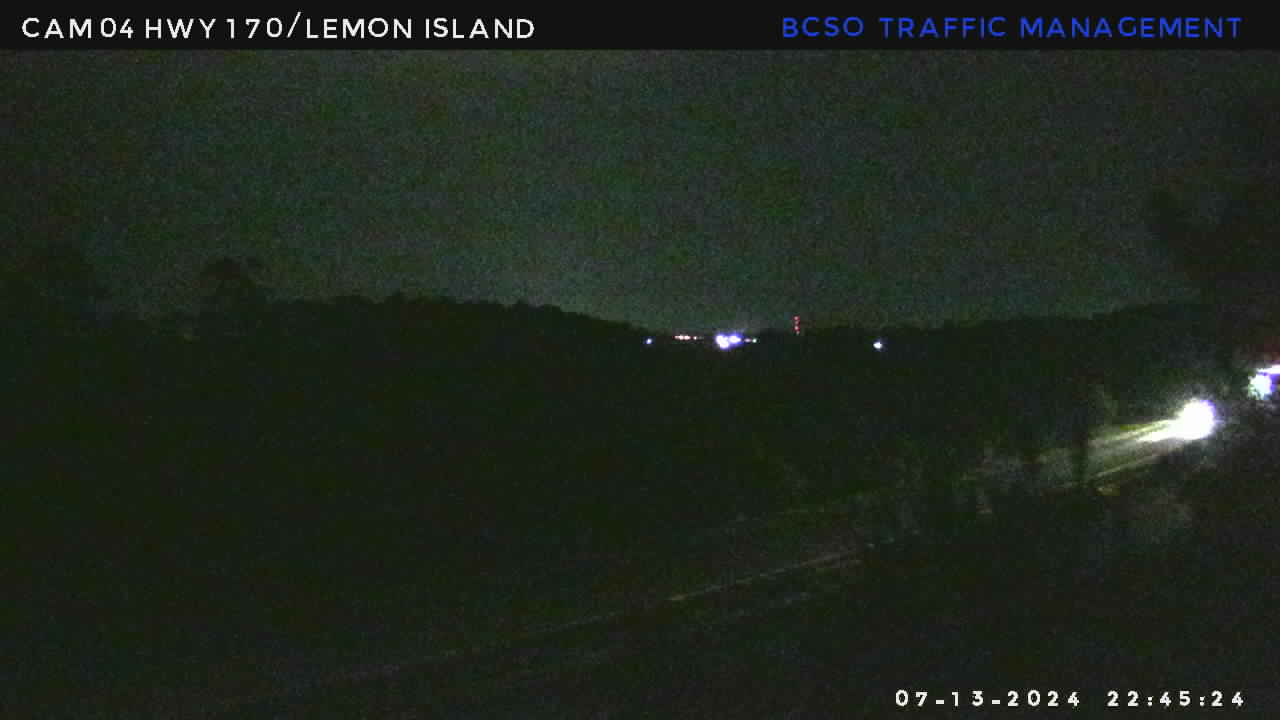 CAM04 HWY 170/LEMON ISLAND
BCSO TRAFFIC MANAGEMENT
07-13-2024 22:45:24